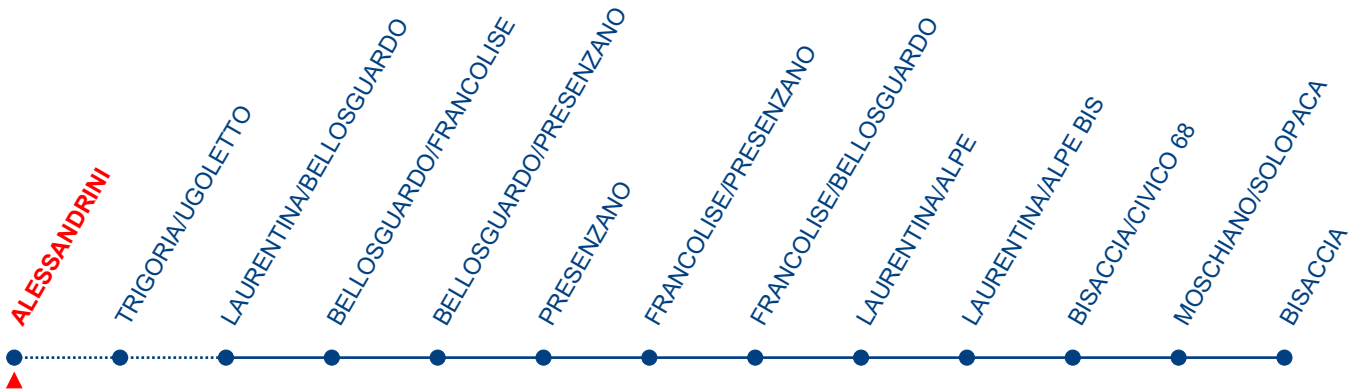 ALESSANDRINI
TRIGORIA/UGOLETTO
LAURENTINA/BELLOSGUARDO
BELLOSGUARDO/FRANCOLISE
BELLOSGUARDO/PRESENZANO
PRESENZANO
FRANCOLISE/PRESENZANO
FRANCOLISE/BELLOSGUARDO
LAURENTINA/ALPE
LAURENTINA/ALPE BIS
BISACCIA/CIVICO 68
MOSCHIANO/SOLOPACA
BISACCIA